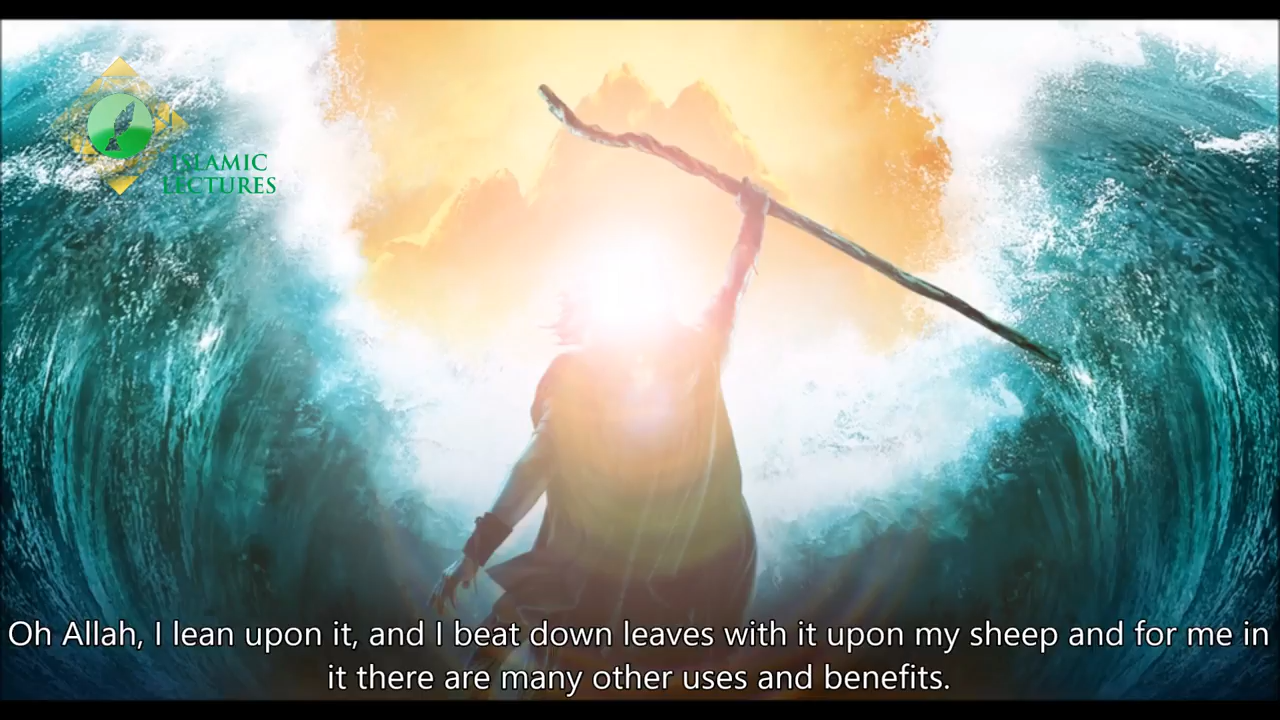 ISLAMIC
LECTURES
Oh Allah, I lean upon it, and I beat down leaves with it upon my sheep and for me in
it there are many other uses and benefits.